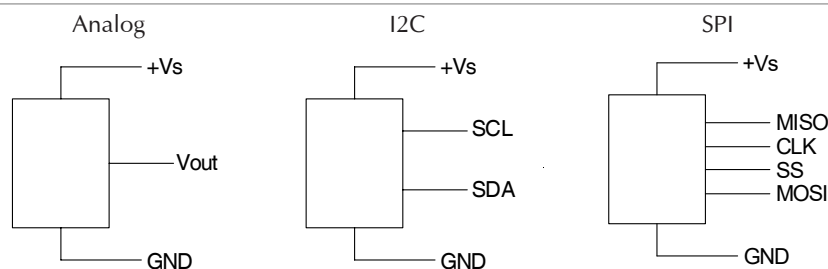 Analog
+Vs
Vout
GND
I2C
+Vs
SCL
SDA
GND
SPI
+Vs
MISO
CLK
SS
MOSI
GND